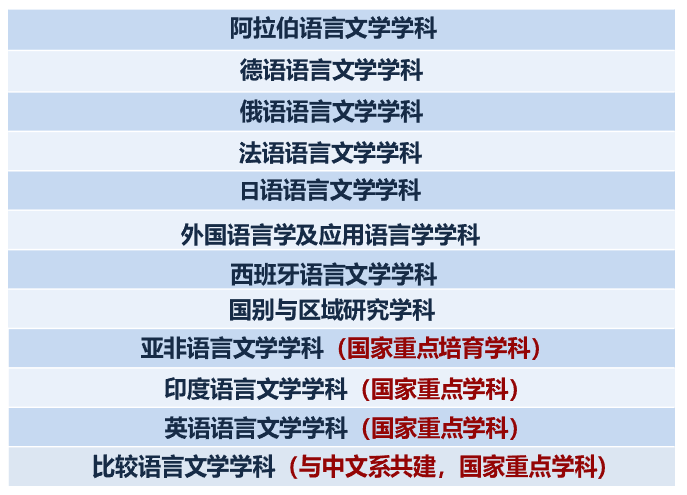 阿拉伯语言文学学科
德语语言文学学科
俄语语言文学学科
法语语言文学学科
日语语言文学学科
外国语言学及应用语言学学科
西班牙语言文学学科
国别与区域研究学科
亚非语言文学学科（国家重点培育学科）
印度语言文学学科（国家重点学科）
英语语言文学学科（国家重点学科）
比较语言文学学科（与中文系共建，国家重点学科）